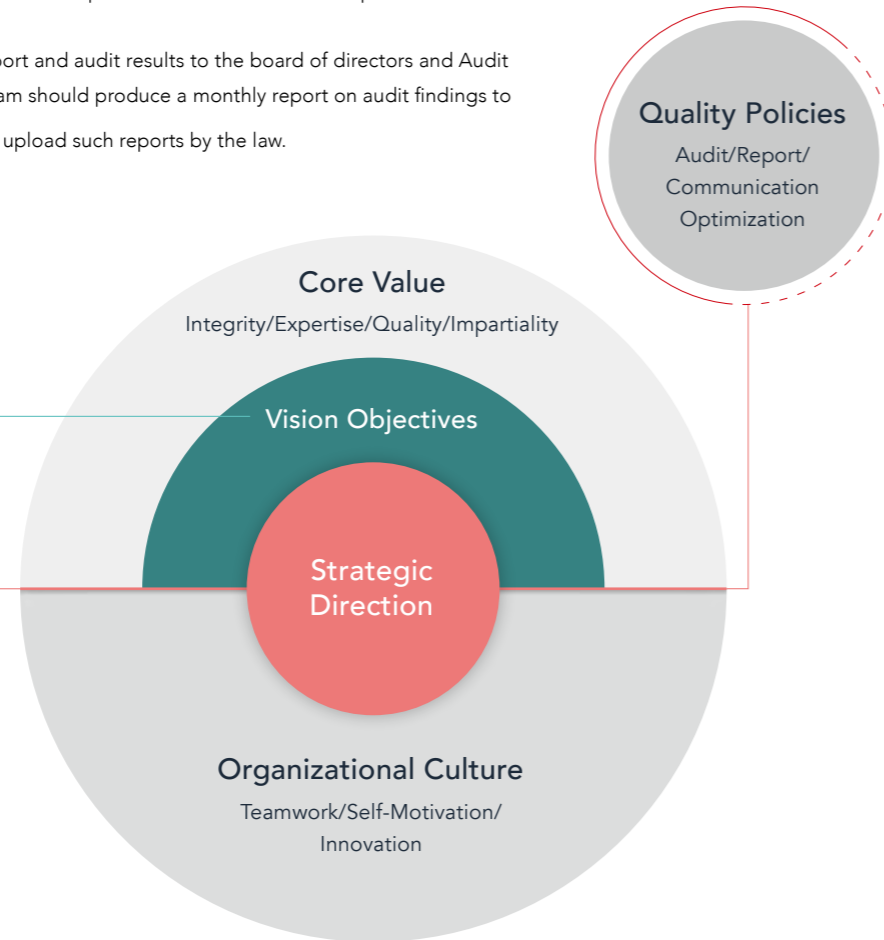 port and audit results to the board of directors and Audit
am should produce a monthly report on audit findings to
upload such reports by the law.
Quality Policies
Audit/Report/
Communication
Optimization
Core Value
Integrity/Expertise/Quality/Impartiality
Vision Objectives
Strategic
Direction
Organizational Culture
Teamwork/Self-Motivation/
Innovation